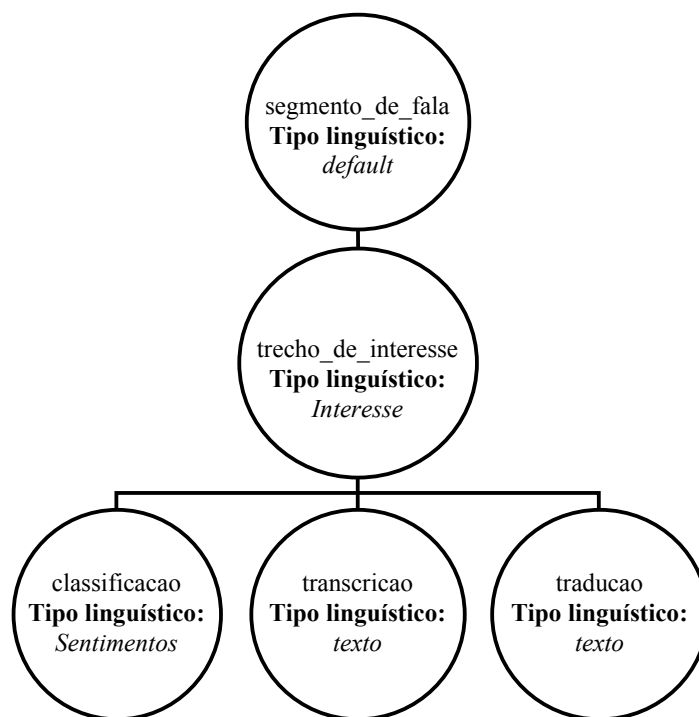 segmento_de_fala
Tipo linguístico:
default
trecho_de_interesse
Tipo linguístico:
Interesse
classificacao
Tipo linguístico:
Sentimentos
transcricao
Tipo linguístico:
texto
traducao
Tipo linguístico:
texto